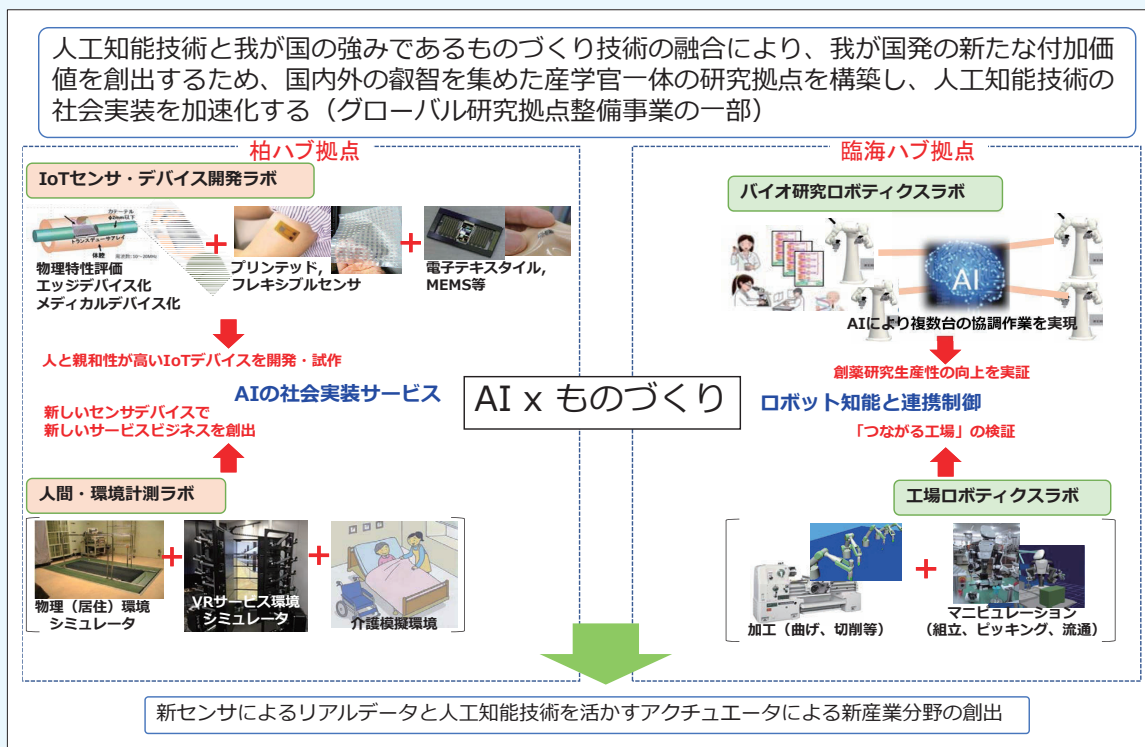 人工知能技術と我が国の強みであるものづくり技術の融合により、我が国発の新たな付加価
値を創出するため、国内外の叡智を集めた産学官一体の研究拠点を構築し、人工知能技術の
社会実装を加速化する（グローバル研究拠点整備事業の一部）
柏ハブ拠点
IoTセンサ・デバイス開発ラボ
カテーテル
トランスデューサアレイ
体腔
物理特性評価
エッジデバイス化
メディカルデバイス化
+
プリンテッド,
フレキシブルセンサ
+
電子テキスタイル,
MEMS等
人と親和性が高いIoTデバイスを開発・試作
AIの社会実装サービス
新しいセンサデバイスで
新しいサービスビジネスを創出
人間・環境計測ラボ
物理（居住）環境
シミュレータ
+
VRサービス環境
シミュレータ
+
介護模擬環境
AI x ものづくり
臨海ハブ拠点
バイオ研究ロボティクスラボ
AI
AIにより複数台の協調作業を実現
創薬研究生産性の向上を実証
ロボット知能と連携制御
「つながる工場」の検証
工場ロボティクスラボ
加工（曲げ、切削等）
+
マニピュレーション
（組立、ピッキング、流通）
新センサによるリアルデータと人工知能技術を活かすアクチュエータによる新産業分野の創出